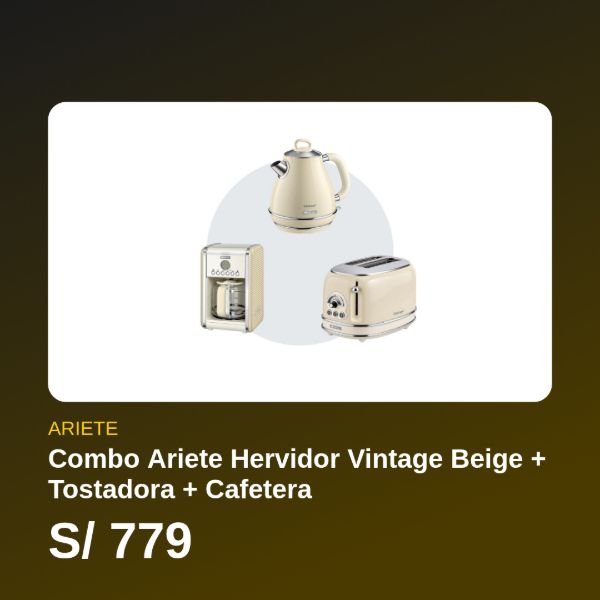 ARIETE
Combo Ariete Hervidor Vintage Beige +
Tostadora + Cafetera
S/ 779